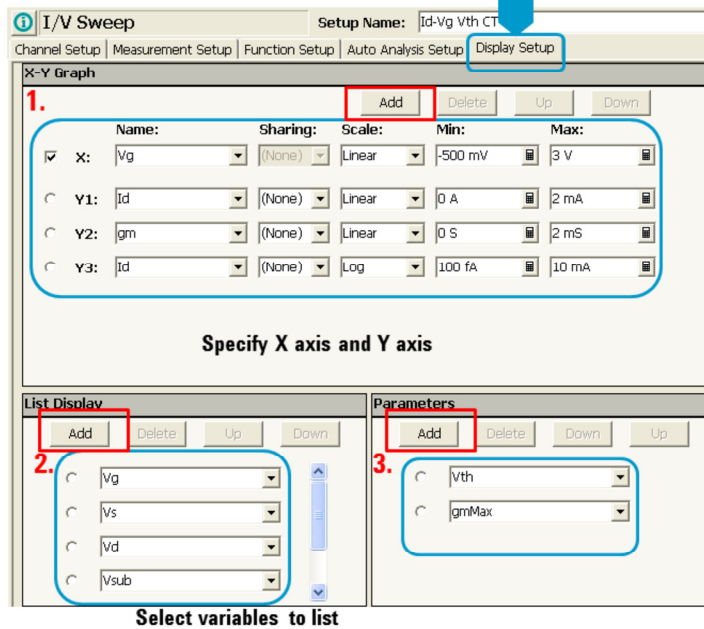 I/V Sweep Setup Name: Id-Vg Vth CT
Channel Setup Measurement Setup Function Setup Auto Analysis Setup Display Setup
X-Y Graph
1.
Add Delete Up Down
Name: Sharing: Scale: Min: Max:
X: Vg (None) Linear -500 mV 3 V
Y1: Id (None) Linear 0 A 2 mA
Y2: gm (None) Linear 0 S 2 mS
Y3: Id (None) Log 100 fA 10 mA
Specify X axis and Y axis
List Display
Add Delete Up Down
2.
Vg
Vs
Vd
Vsub
Select variables to list
Parameters
Add Delete Down Up
3.
Vth
gmMax